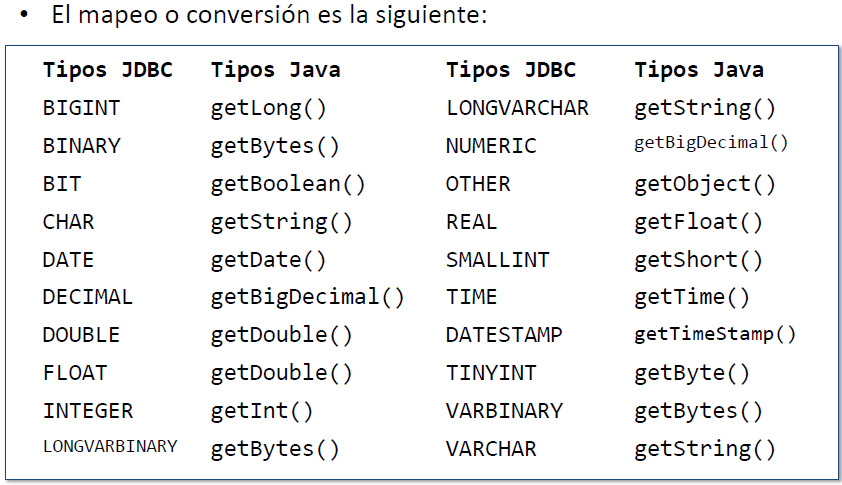 • El mapeo o conversión es la siguiente:
Tipos JDBC Tipos Java Tipos JDBC Tipos Java
BIGINT getLong() LONGVARCHAR getString()
BINARY getBytes() NUMERIC getBigDecimal()
BIT getBoolean() OTHER getObject()
CHAR getString() REAL getFloat()
DATE getDate() SMALLINT getShort()
DECIMAL getBigDecimal() TIME getTime()
DOUBLE getDouble() DATESTAMP getTimeStamp()
FLOAT getDouble() TINYINT getByte()
INTEGER getInt() VARBINARY getBytes()
LONGVARBINARY getBytes() VARCHAR getString()